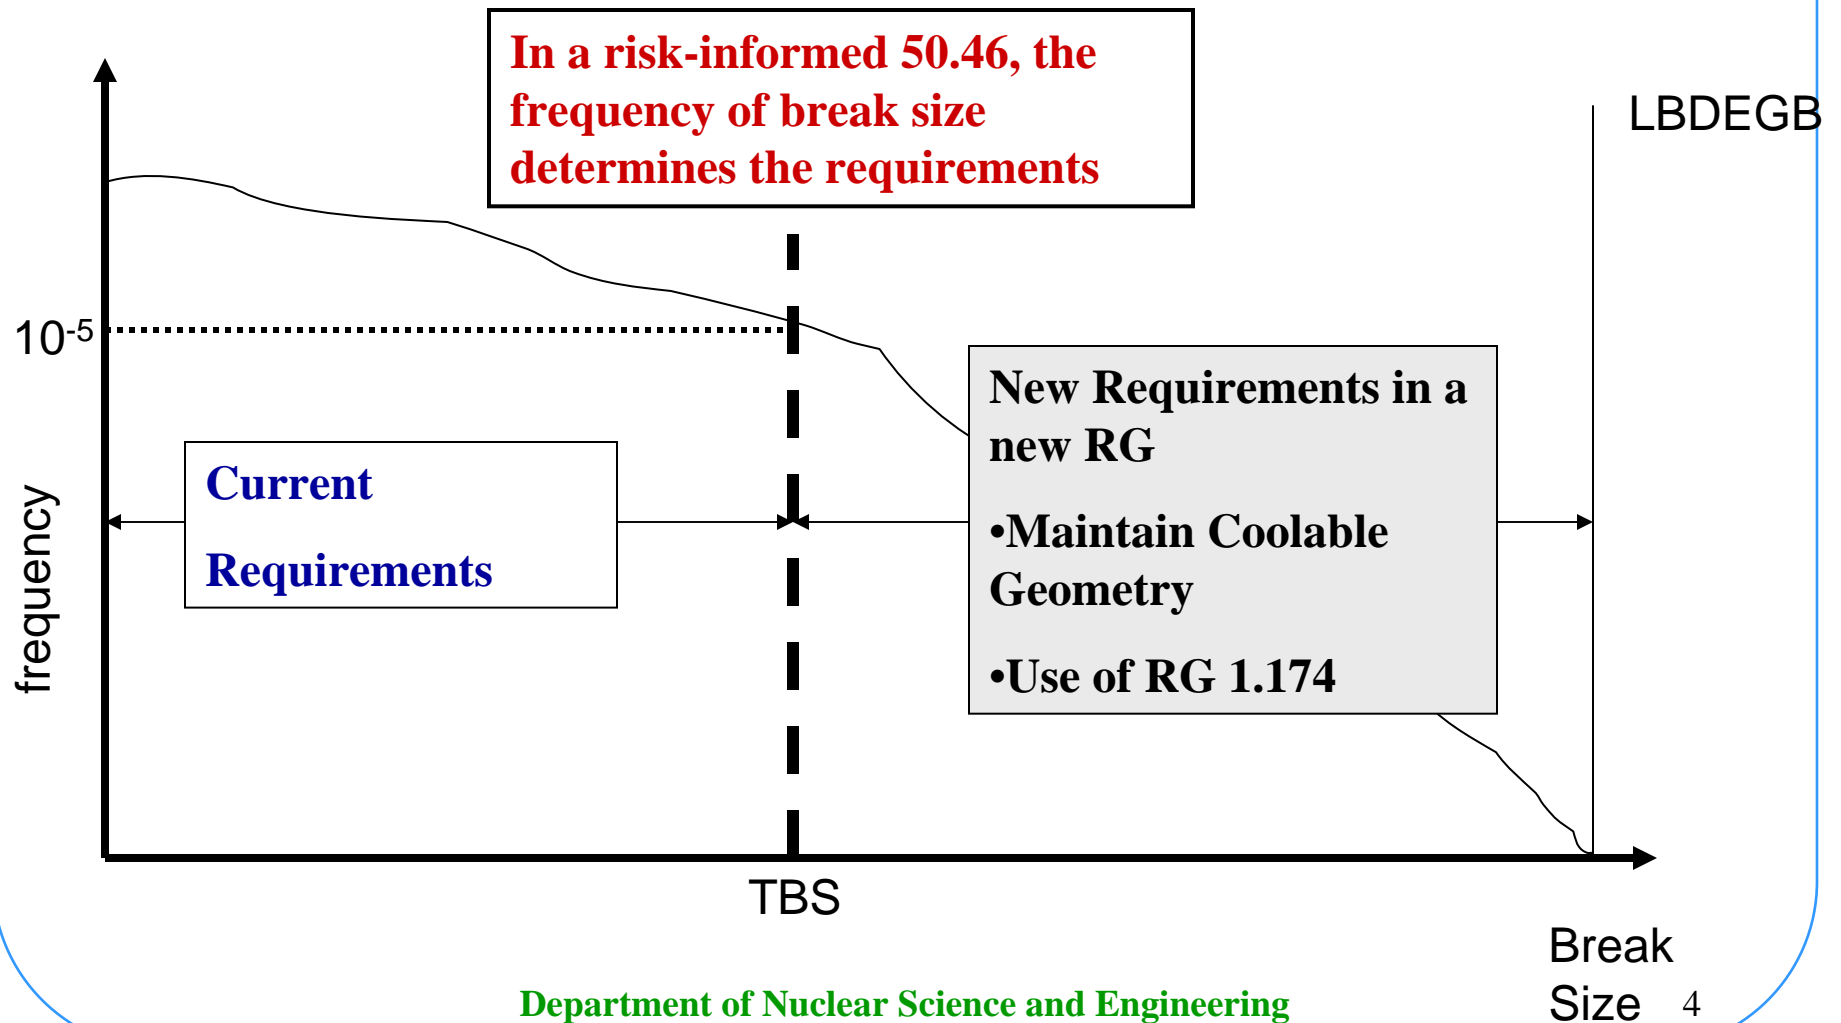 In a risk-informed 50.46, the
frequency of break size
determines the requirements
LBDEGB
10-5
frequency
Current
Requirements
New Requirements in a
new RG
•Maintain Coolable
Geometry
•Use of RG 1.174
TBS
Break
Size
Department of Nuclear Science and Engineering
4